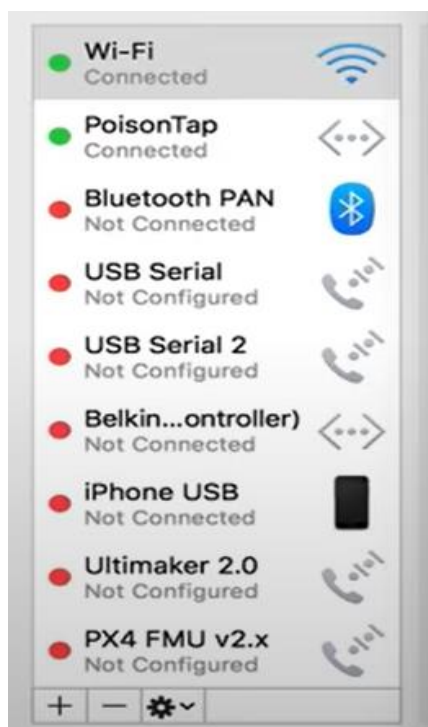 Wi-Fi
Connected
PoisonTap
Connected
Bluetooth PAN
Not Connected
USB Serial
Not Configured
USB Serial 2
Not Configured
Belkin...ontroller)
Not Connected
iPhone USB
Not Connected
Ultimaker 2.0
Not Configured
PX4 FMU v2.x
Not Configured